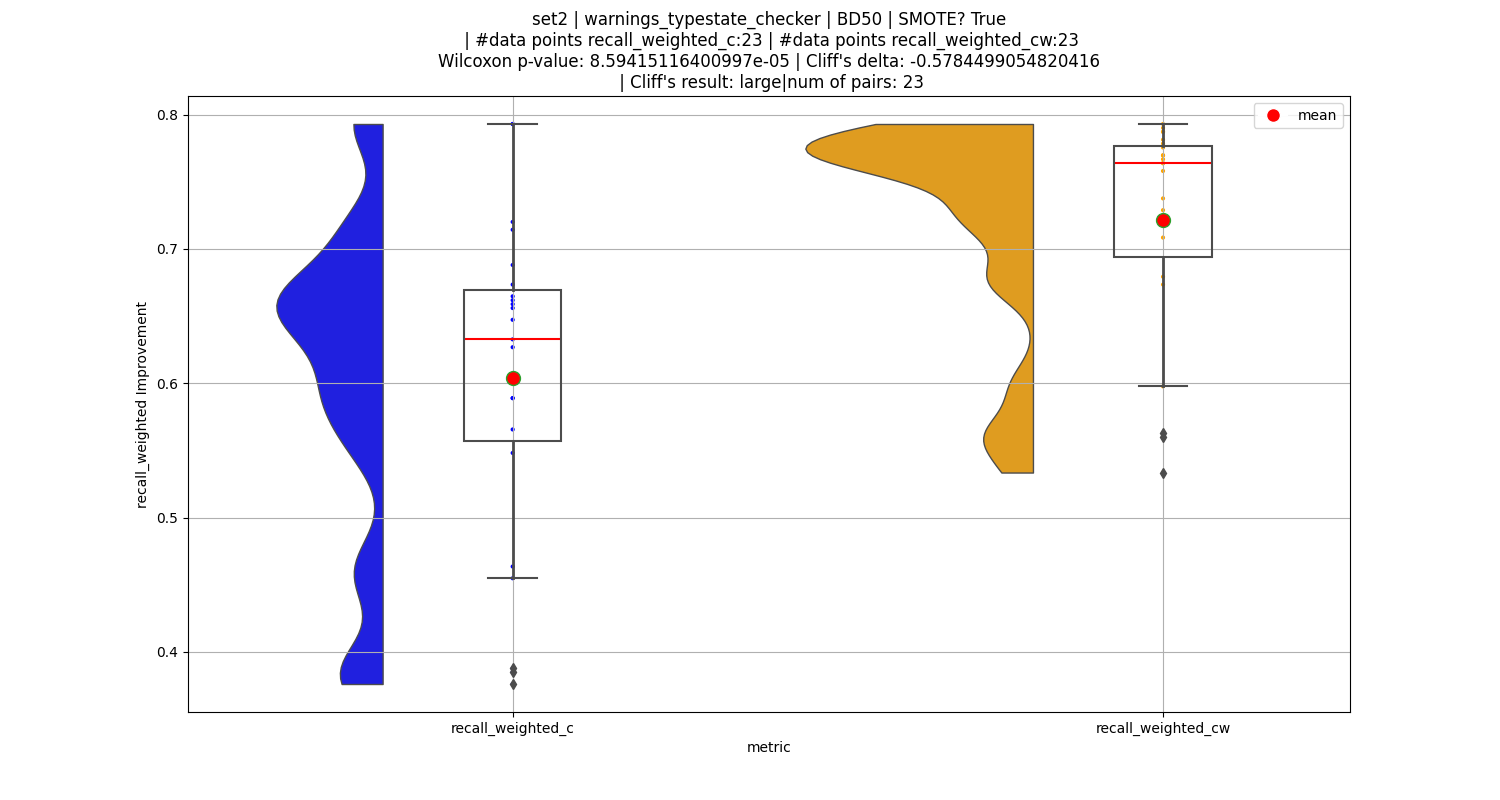 set2 | warnings_typestate_checker | BD50 | SMOTE? True
| #data points recall_weighted_c:23 | #data points recall_weighted_cw:23
Wilcoxon p-value: 8.59415116400997e-05 | Cliff's delta: -0.5784499054820416
| Cliff's result: large|num of pairs: 23
mean
0.8
0.7
0.6
0.5
0.4
recall_weighted Improvement
recall_weighted_c
recall_weighted_cw
metric